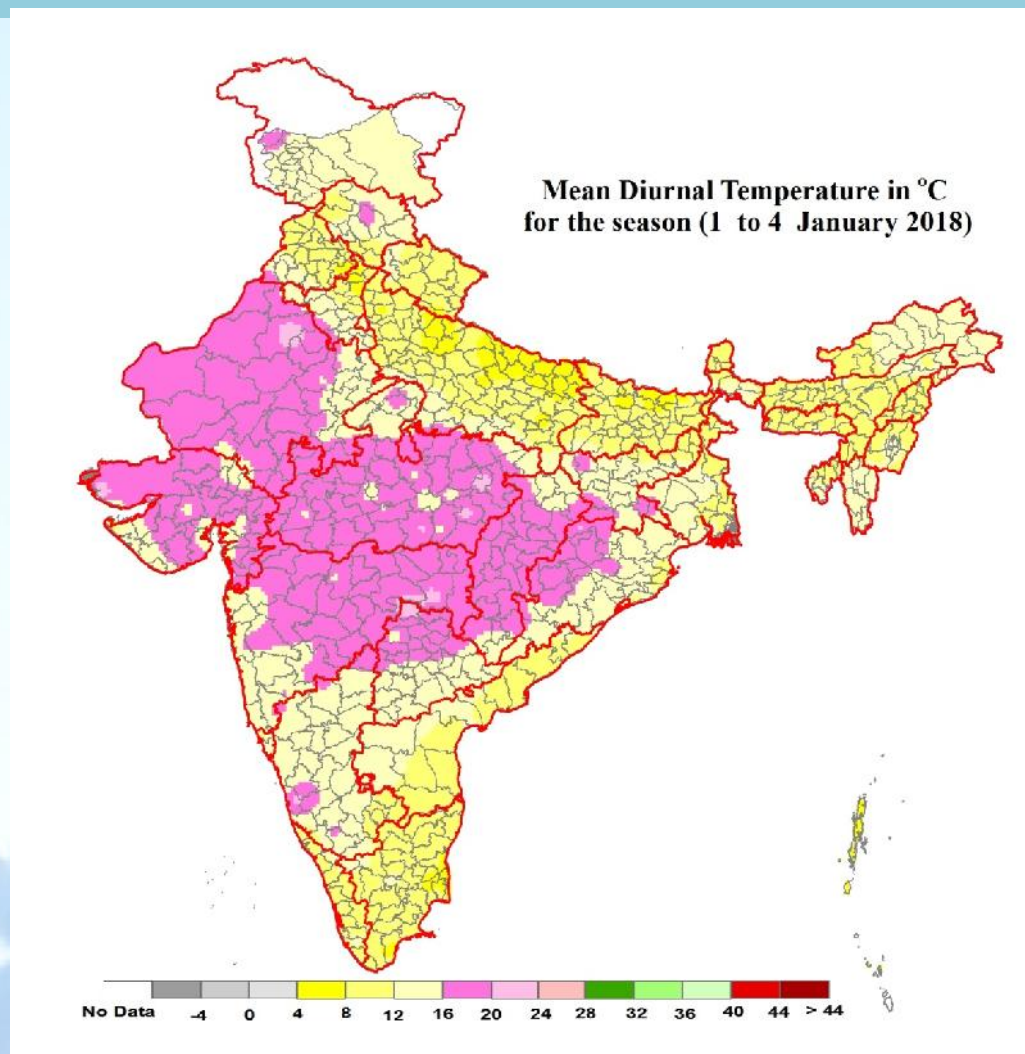 Mean Diurnal Temperature in °C
for the season (1 to 4 January 2018)
No Data -4 0 4 8 12 16 20 24 28 32 36 40 44 > 44